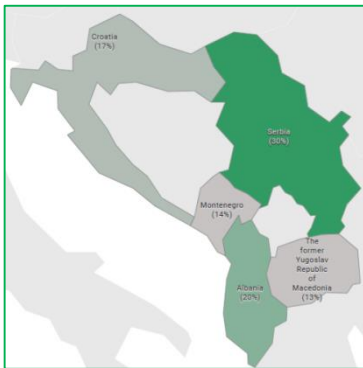 Croatia
(17%)
Serbia
(30%)
Montenegro
(14%)
The
former
Yugoslav
Republic
of
Macedonia
(13%)
Albania
(20%)